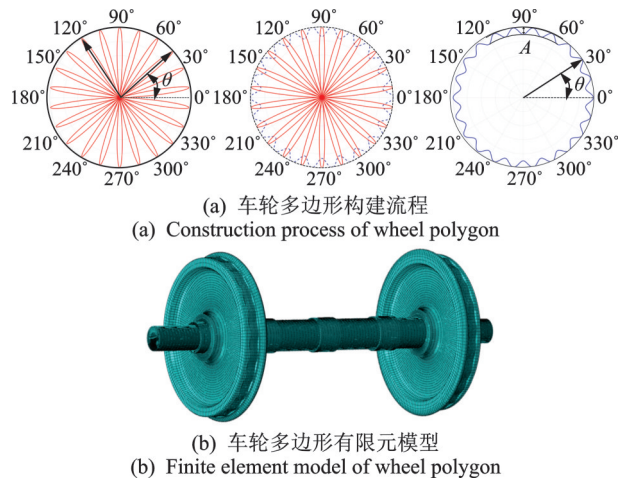 90° 90° 90°
120° 60° 120° 60° 120° A 60°
150° 30° 150° 30° 150° 30°
θ θ
180° 0° 180° 0° 180° 0°
210° 330° 210° 330° 210° 330°
240° 300° 240° 300° 240° 300°
270° 270° 270°
(a) 车轮多边形构建流程
(a) Construction process of wheel polygon
(b) 车轮多边形有限元模型
(b) Finite element model of wheel polygon